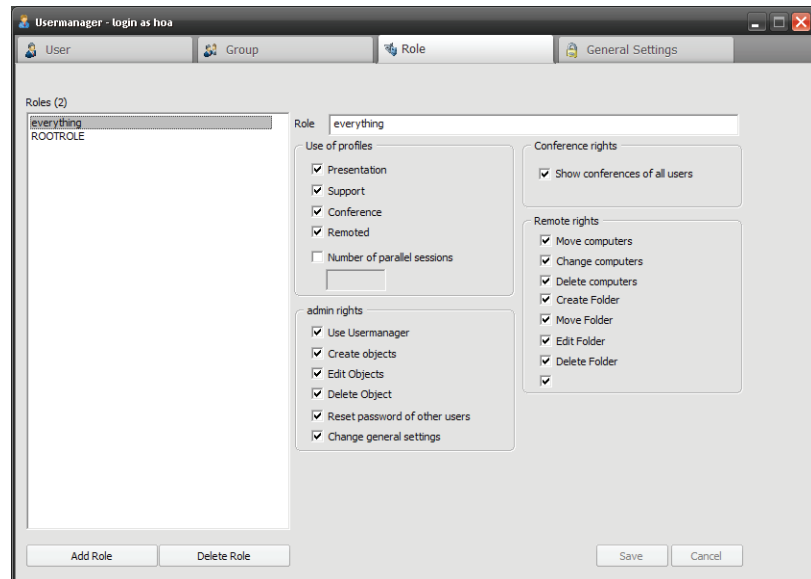 Usermanager - login as hoa
User
Group
Role
General Settings
Roles (2)
everything
ROOTROLE
Role
everything
Use of profiles
Presentation
Support
Conference
Remoted
Number of parallel sessions
admin rights
Use Usermanager
Create objects
Edit Objects
Delete Object
Reset password of other users
Change general settings
Conference rights
Show conferences of all users
Remote rights
Move computers
Change computers
Delete computers
Create Folder
Move Folder
Edit Folder
Delete Folder
Add Role
Delete Role
Save
Cancel